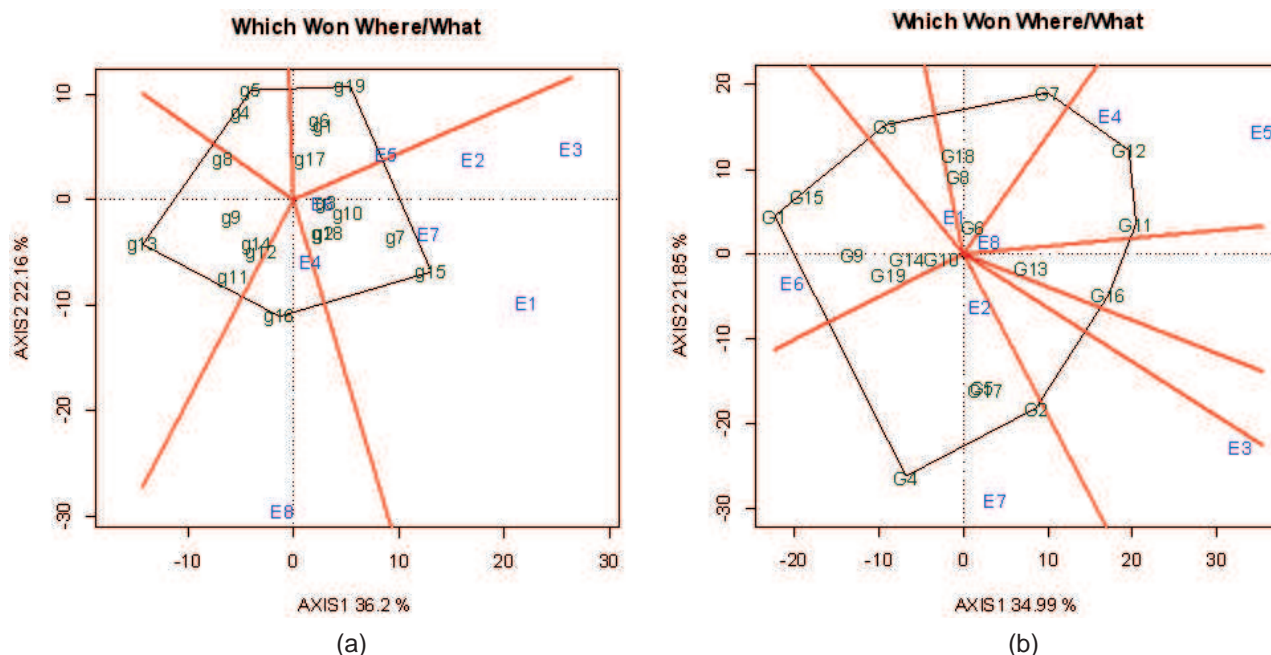 Which Won Where/What
Which Won Where/What
g5
g19
g4
g6
g1
g8
g17
E5
E2
E3
g9
g10
g13
g14
g12
g18
g7
E7
E4
g11
g15
g16
E1
E8
10
0
-10
-20
-30
-10
0
10
20
30
AXIS2 22.16 %
AXIS1 36.2 %
(a)
G7
G3
E4
E5
G12
G18
G8
G15
G1
E1
G6
G11
E8
G9
G14
G10
G19
G13
E6
G16
E2
G5
G17
G2
E3
G4
E7
20
10
0
-10
-20
-30
-20
-10
0
10
20
30
AXIS2 21.85 %
AXIS1 34.99 %
(b)